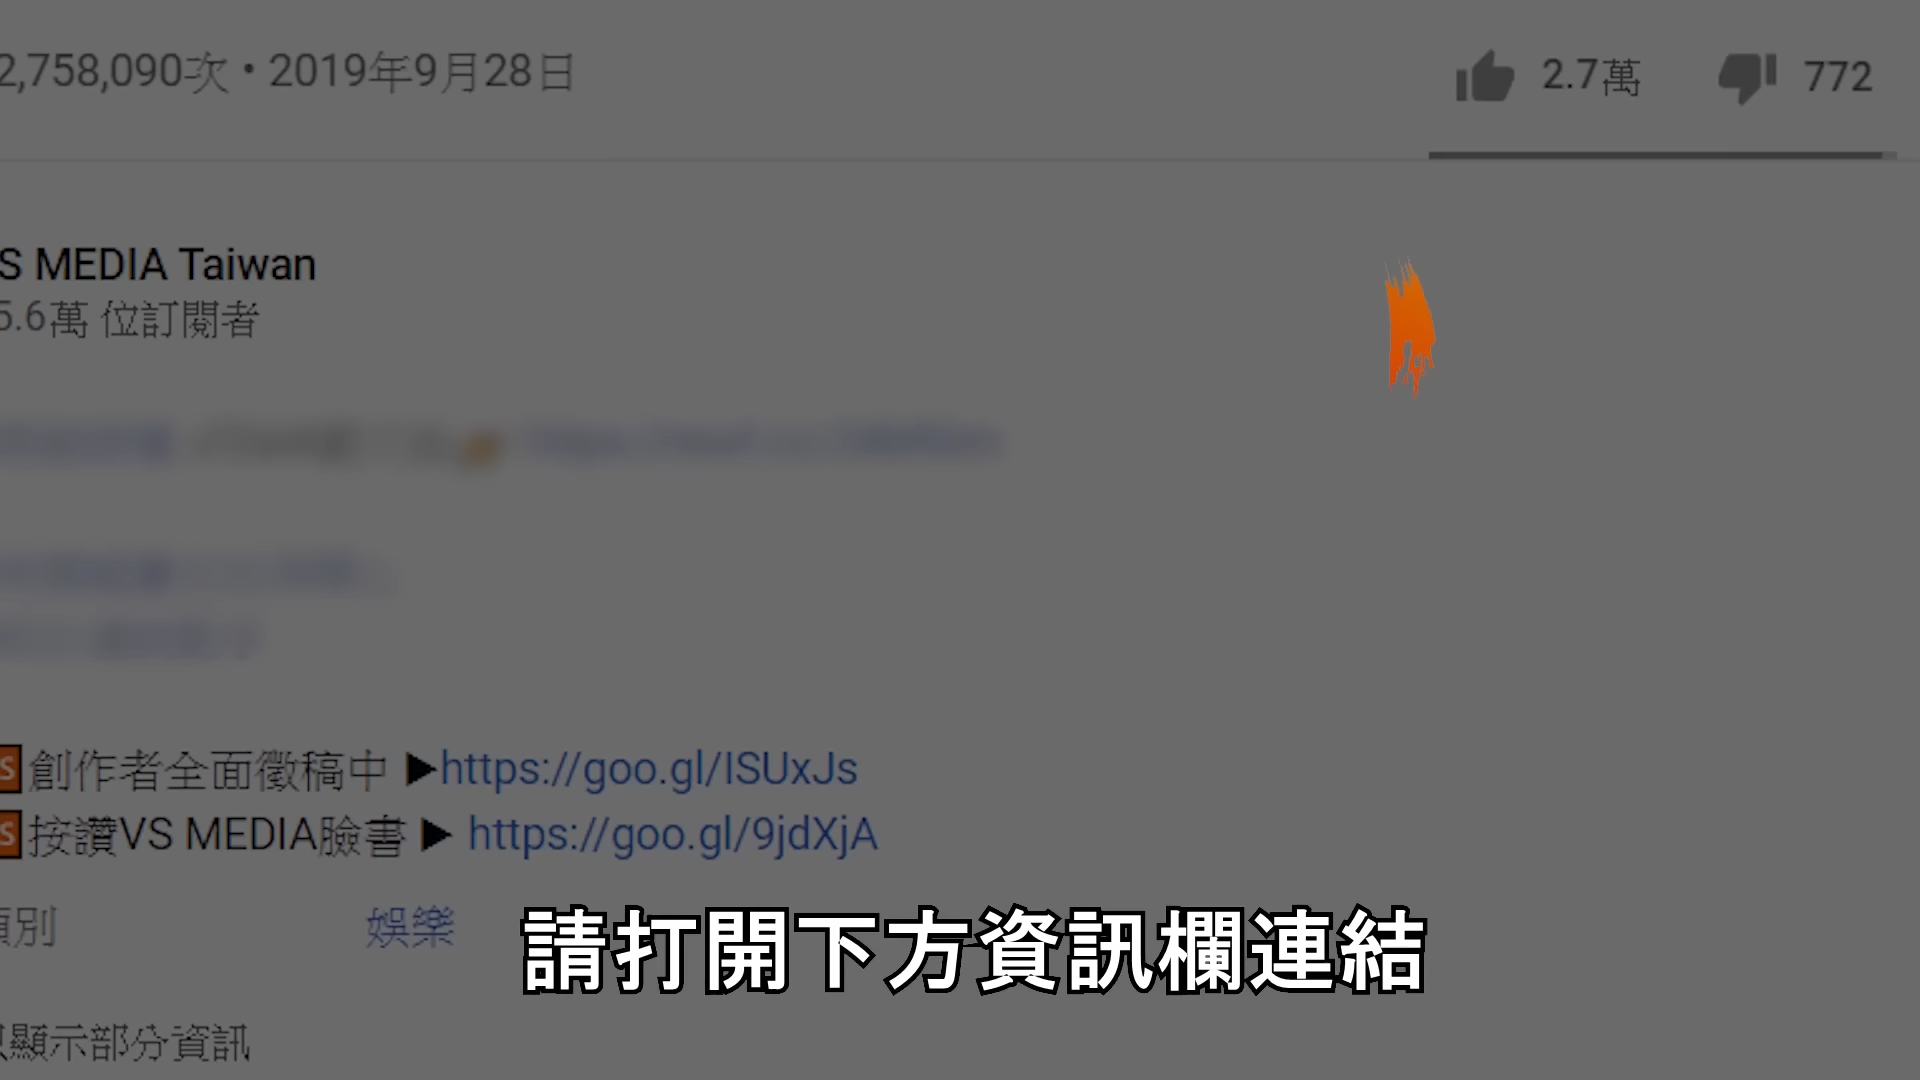 2,758,090次 • 2019年9月28日
2.7萬
772
S MEDIA Taiwan
5.6萬 位訂閱者
S 創作者全面徵稿中 ▶https://goo.gl/ISUxJs
S 按讚VS MEDIA臉書 ▶ https://goo.gl/9jdXjA
類別 娛樂
請打開下方資訊欄連結
只顯示部分資訊